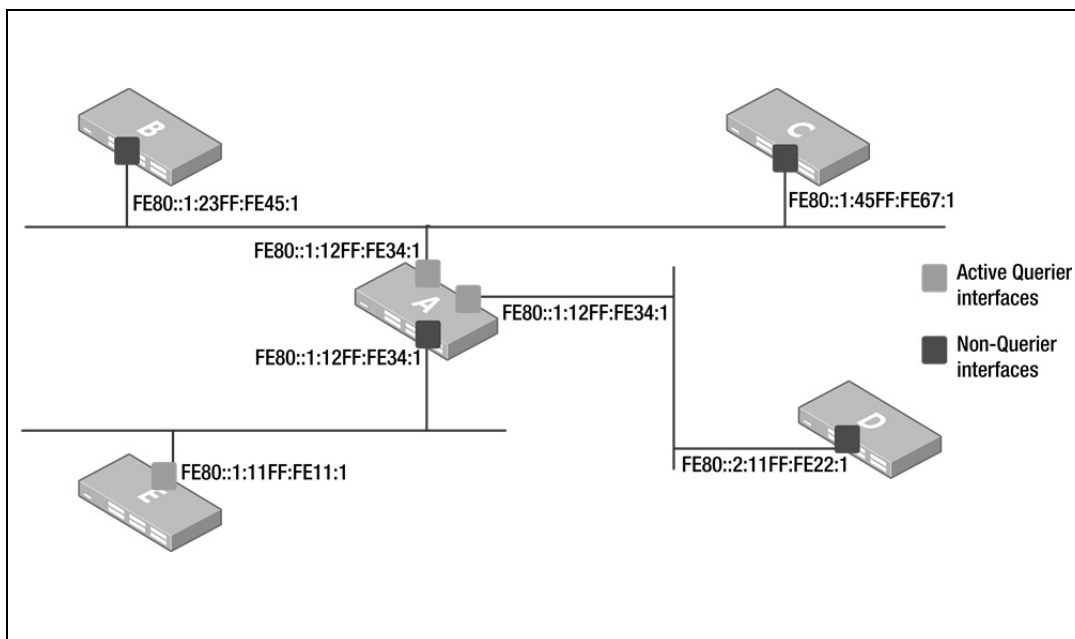 B
C
FE80::1:23FF:FE45:1
FE80::1:45FF:FE67:1
FE80::1:12FF:FE34:1
A
FE80::1:12FF:FE34:1
FE80::1:12FF:FE34:1
Active Querier
interfaces
Non-Querier
interfaces
D
FE80::2:11FF:FE22:1
FE80::1:11FF:FE11:1
E